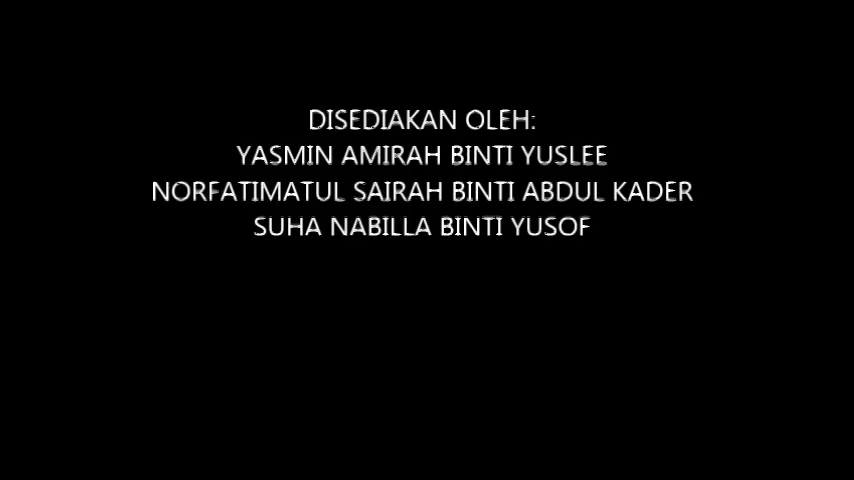 DISEDIAKAN OLEH:
YASMIN AMIRAH BINTI YUSLEE
NORFATIMATUL SAIRAH BINTI ABDUL KADER
SUHA NABILLA BINTI YUSOF